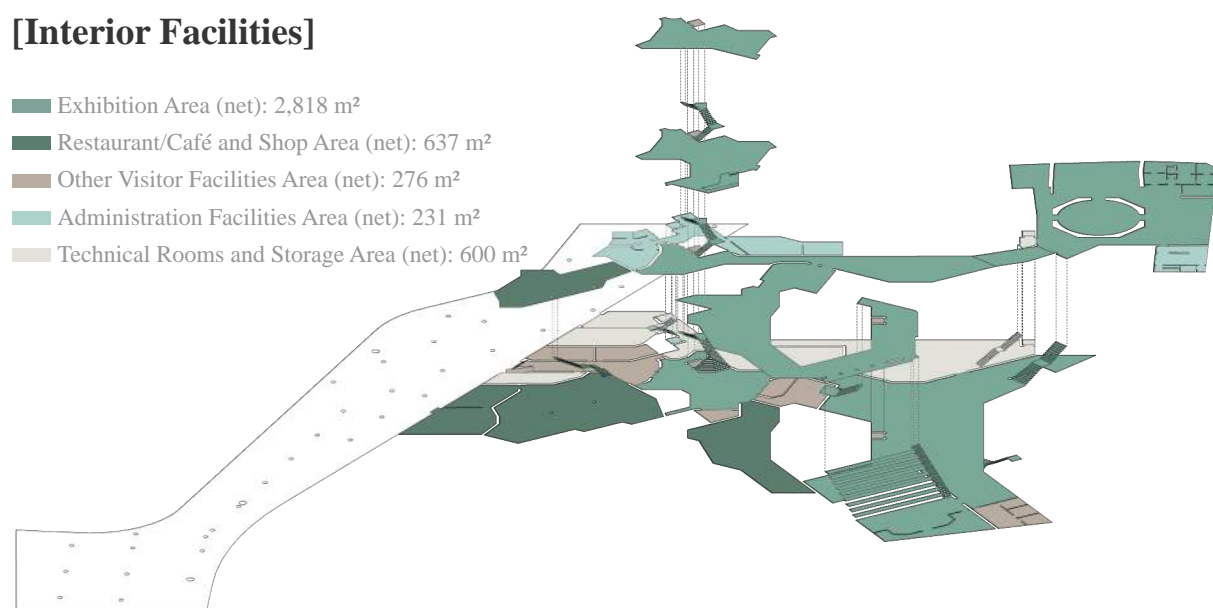 [Interior Facilities]
Exhibition Area (net): 2,818 m²
Restaurant/Café and Shop Area (net): 637 m²
Other Visitor Facilities Area (net): 276 m²
Administration Facilities Area (net): 231 m²
Technical Rooms and Storage Area (net): 600 m²